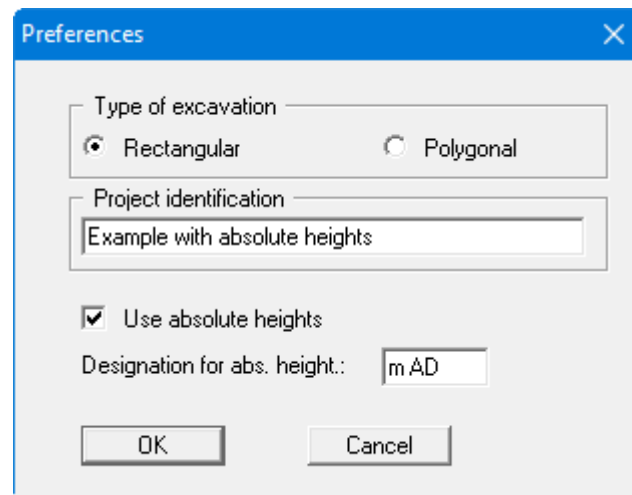 Preferences
Type of excavation
Rectangular Polygonal
Project identification
Example with absolute heights
Use absolute heights
Designation for abs. height.: m AD
OK Cancel